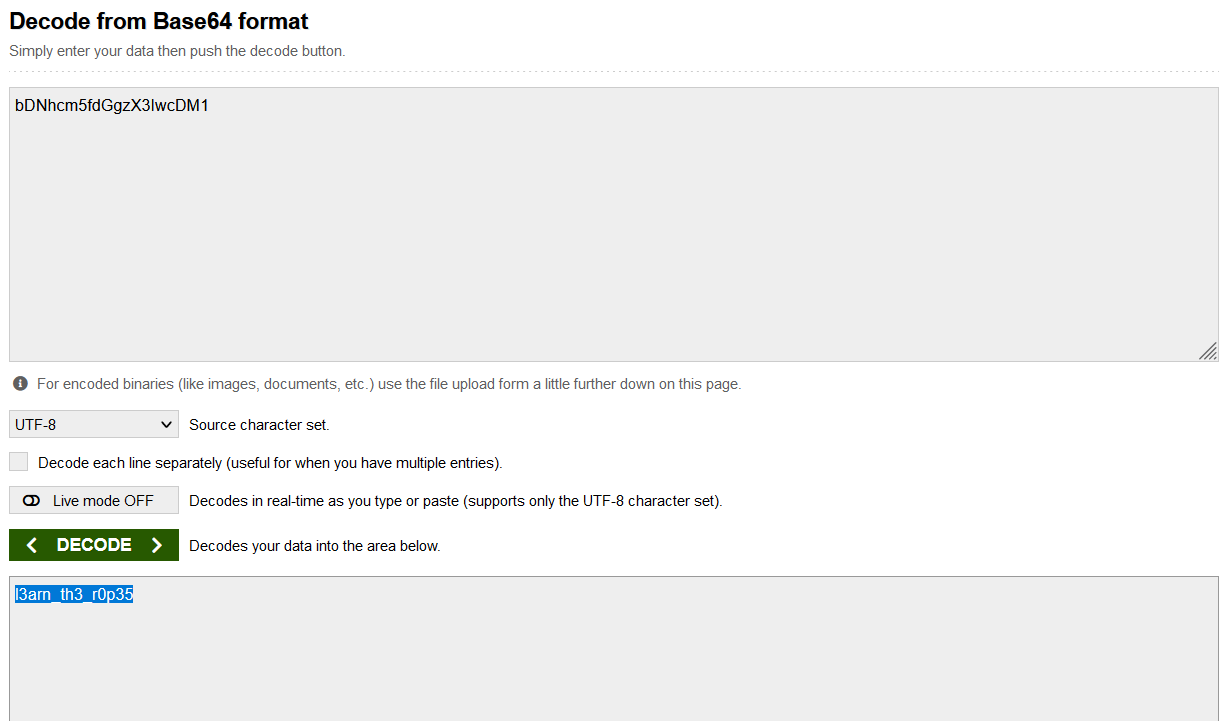 Decode from Base64 format
Simply enter your data then push the decode button.
bDNhcm5fdGgzX3IwcDM1
For encoded binaries (like images, documents, etc.) use the file upload form a little further down on this page.
UTF-8 Source character set.
Decode each line separately (useful for when you have multiple entries).
Live mode OFF Decodes in real-time as you type or paste (supports only the UTF-8 character set).
DECODE Decodes your data into the area below.
l3arn_th3_r0p35